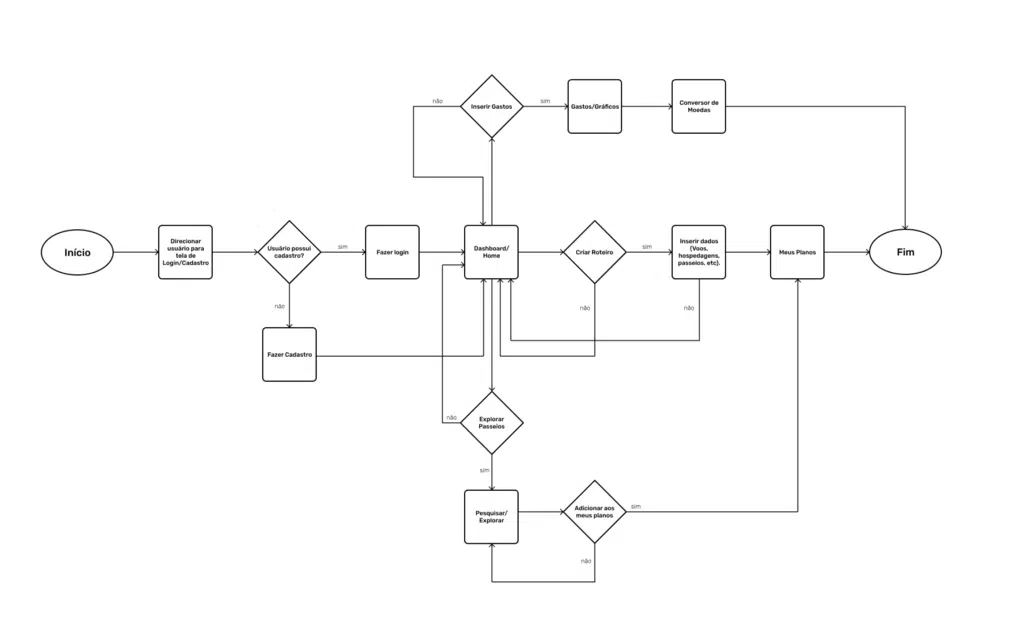 não
Inserir Gastos
sim
Gastos/Gráficos
Conversor de
Moedas
Início
Direcionar
usuário para
tela de
Login/Cadastro
Usuário possui
cadastro?
sim
Fazer login
Dashboard/
Home
Criar Roteiro
sim
Inserir dados
(Voos,
hospedagens,
passeios, etc).
Meus Planos
Fim
não
não
não
Fazer Cadastro
não
Explorar
Passeios
sim
Pesquisar/
Explorar
Adicionar aos
meus planos
sim
não